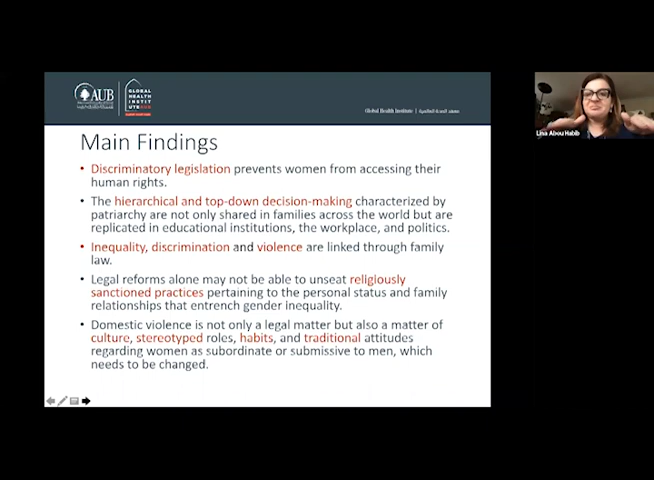 AUB
GLOBAL
HEALTH
INSTIT
UTE
Global Health Institute
Lina Abou Habib
Main Findings
• Discriminatory legislation prevents women from accessing their
human rights.
• The hierarchical and top-down decision-making characterized by
patriarchy are not only shared in families across the world but are
replicated in educational institutions, the workplace, and politics.
• Inequality, discrimination and violence are linked through family
law.
• Legal reforms alone may not be able to unseat religiously
sanctioned practices pertaining to the personal status and family
relationships that entrench gender inequality.
• Domestic violence is not only a legal matter but also a matter of
culture, stereotyped roles, habits, and traditional attitudes
regarding women as subordinate or submissive to men, which
needs to be changed.